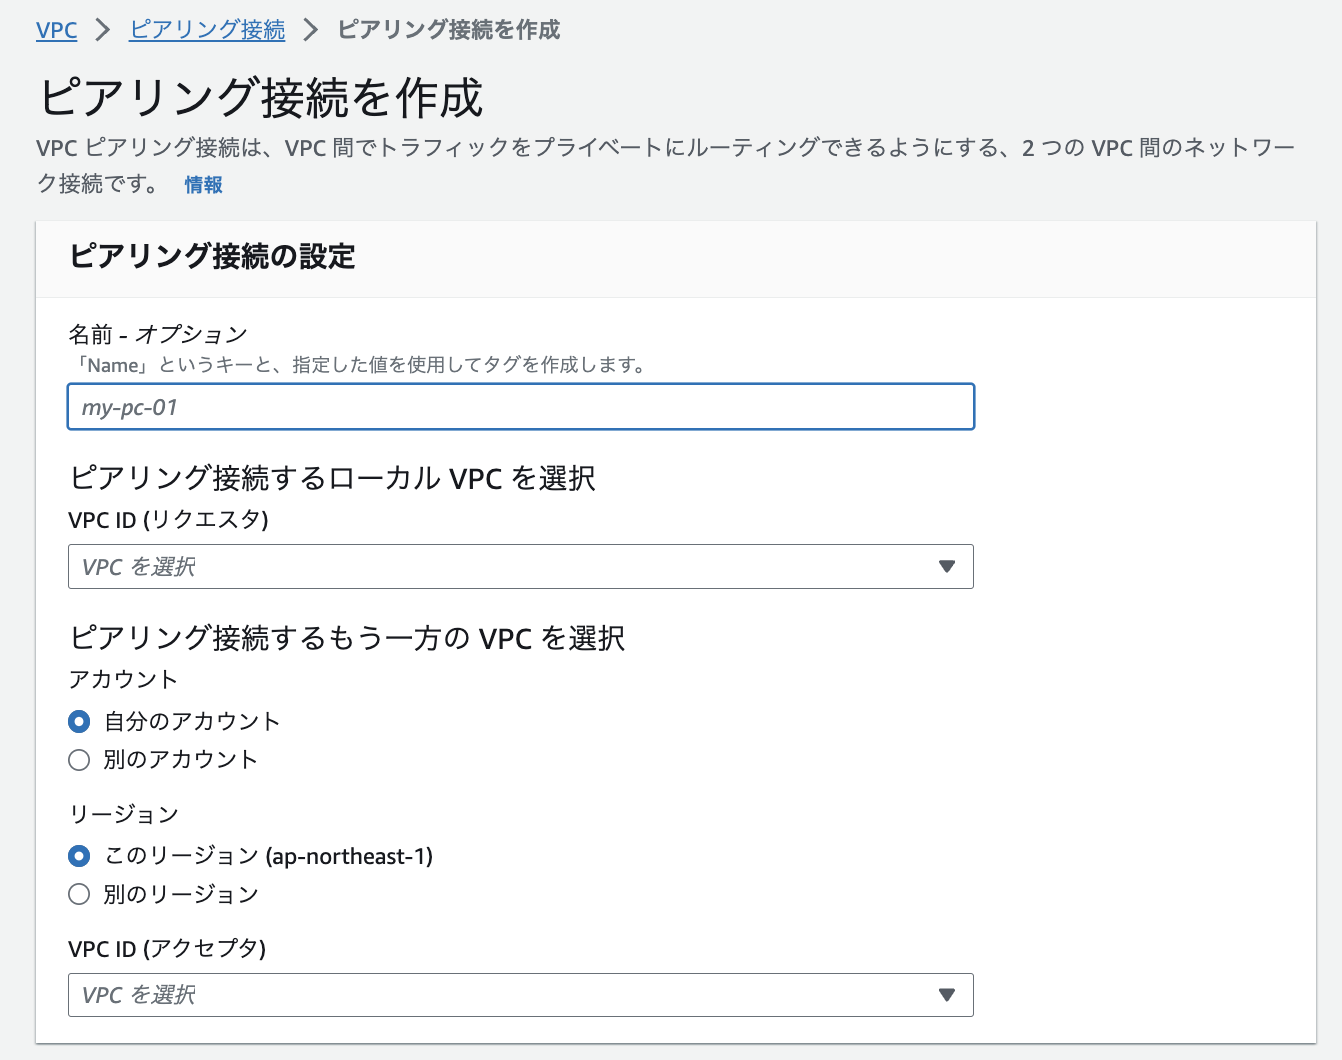 VPC > ピアリング接続 > ピアリング接続を作成
ピアリング接続を作成
VPC ピアリング接続は、VPC 間でトラフィックをプライベートにルーティングできるようにする、2 つの VPC 間のネットワー
ク接続です。 情報
ピアリング接続の設定
名前 - オプション
「Name」というキーと、指定した値を使用してタグを作成します。
my-pc-01
ピアリング接続するローカル VPC を選択
VPC ID (リクエスタ)
VPC を選択
ピアリング接続するもう一方の VPC を選択
アカウント
自分のアカウント
別のアカウント
リージョン
このリージョン (ap-northeast-1)
別のリージョン
VPC ID (アクセプタ)
VPC を選択